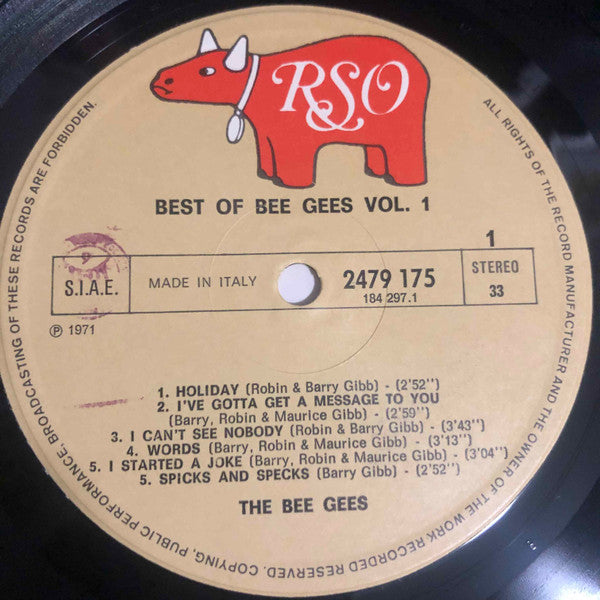 RSO
BEST OF BEE GEES VOL. 1
1
S.I.A.E.
MADE IN ITALY
2479 175
184 297.1
STEREO
33
℗ 1971
1. HOLIDAY (Robin & Barry Gibb) - (2'52")
2. I'VE GOTTA GET A MESSAGE TO YOU
(Barry, Robin & Maurice Gibb) - (2'59")
3. I CAN'T SEE NOBODY (Robin & Barry Gibb) - (3'43")
4. WORDS (Barry, Robin & Maurice Gibb) - (3'13")
5. I STARTED A JOKE (Barry, Robin & Maurice Gibb) - (3'04")
5. SPICKS AND SPECKS (Barry Gibb) - (2'52")
THE BEE GEES
ALL RIGHTS OF THE RECORD MANUFACTURER AND THE OWNER OF THE WORK RECORDED RESERVED. COPYING, PUBLIC PERFORMANCE, BROADCASTING OF THESE RECORDS ARE FORBIDDEN.